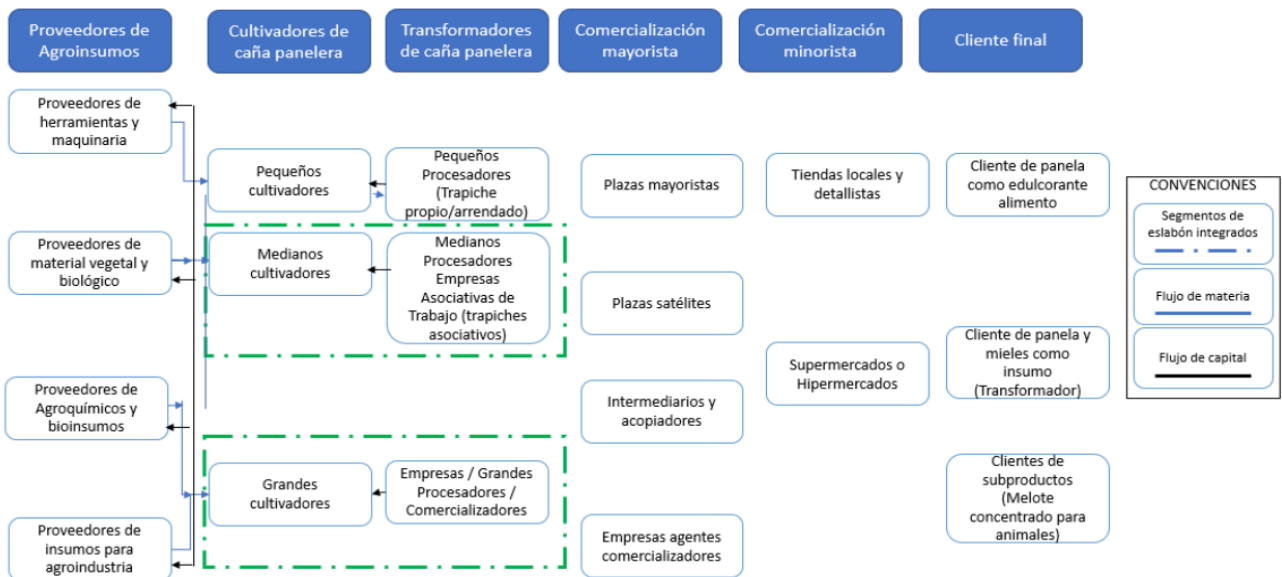 Proveedores de
Agroinsumos
Cultivadores de
caña panelera
Transformadores
de caña panelera
Comercialización
mayorista
Comercialización
minorista
Cliente final
Proveedores de
herramientas y
maquinaria
Proveedores de
material vegetal y
biológico
Proveedores de
Agroquímicos y
bioinsumos
Proveedores de
insumos para
agroindustria
Pequeños
cultivadores
Medianos
cultivadores
Grandes
cultivadores
Pequeños
Procesadores
(Trapiche
propio/arrendado)
Medianos
Procesadores
Empresas
Asociativas de
Trabajo (trapiches
asociativos)
Empresas / Grandes
Procesadores /
Comercializadores
Plazas mayoristas
Plazas satélites
Intermediarios y
acopiadores
Empresas agentes
comercializadores
Tiendas locales y
detallistas
Supermercados o
Hipermercados
Cliente de panela
como edulcorante
alimento
Cliente de panela y
mieles como
insumo
(Transformador)
Clientes de
subproductos
(Melote
concentrado para
animales)
CONVENCIONES
Segmentos de
eslabón integrados
Flujo de materia
Flujo de capital